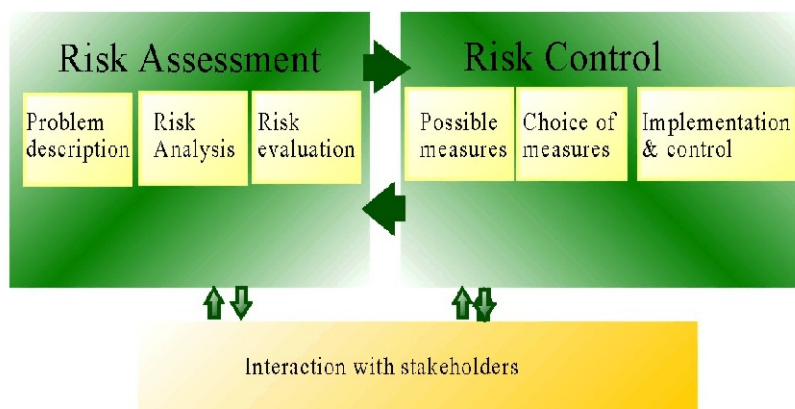 Risk Assessment
Problem
description
Risk
Analysis
Risk
evaluation
Risk Control
Possible
measures
Choice of
measures
Implementation
& control
Interaction with stakeholders